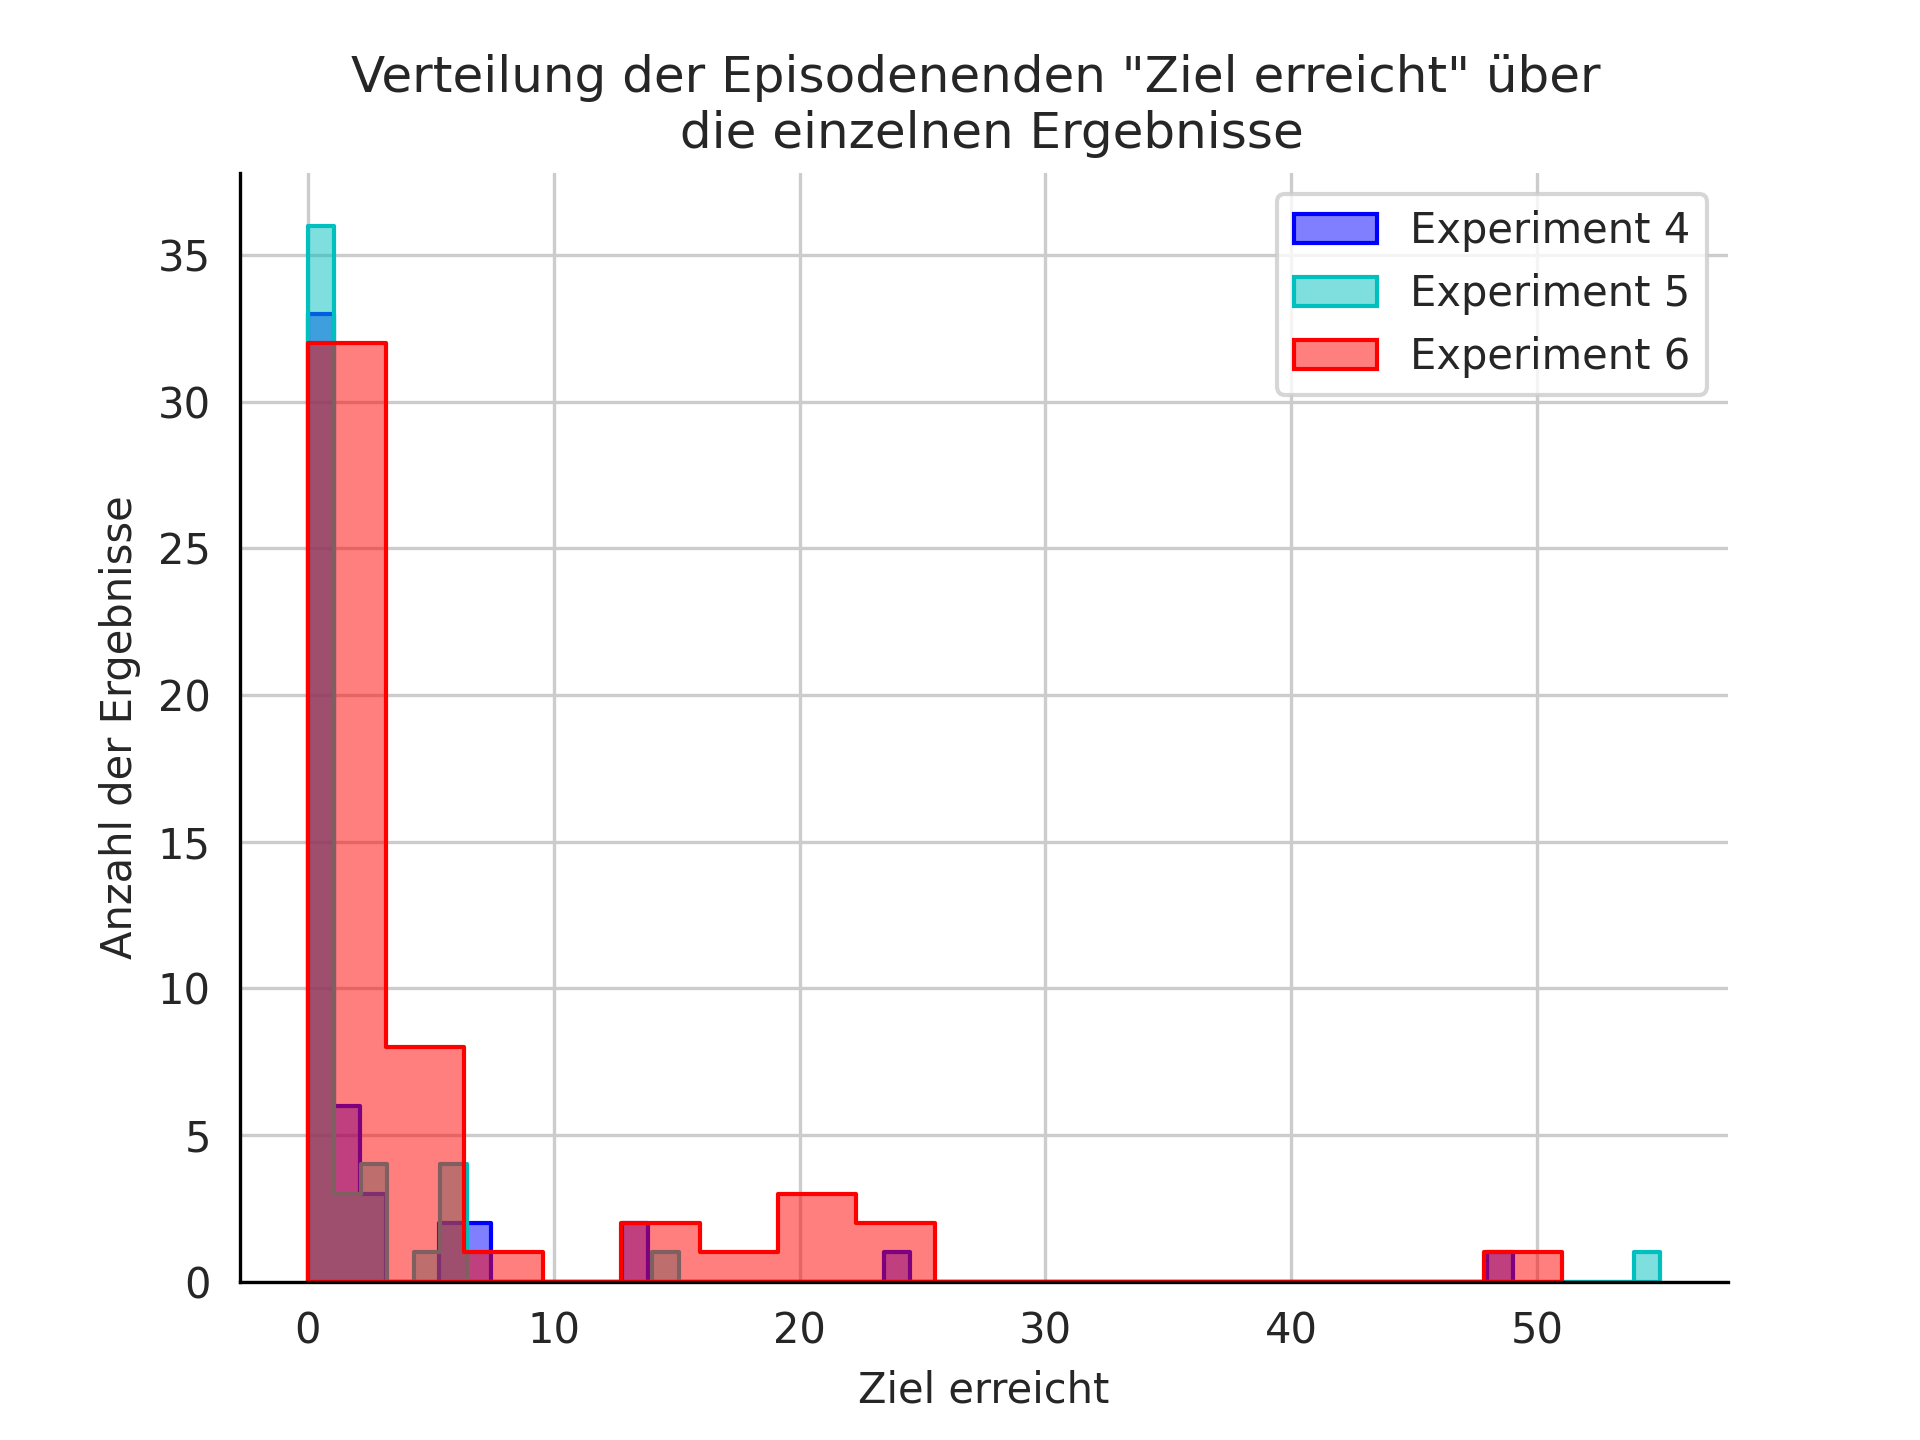 Verteilung der Episodenenden "Ziel erreicht" über
die einzelnen Ergebnisse
Experiment 4
Experiment 5
Experiment 6
Anzahl der Ergebnisse
35
30
25
20
15
10
5
0
0 10 20 30 40 50
Ziel erreicht